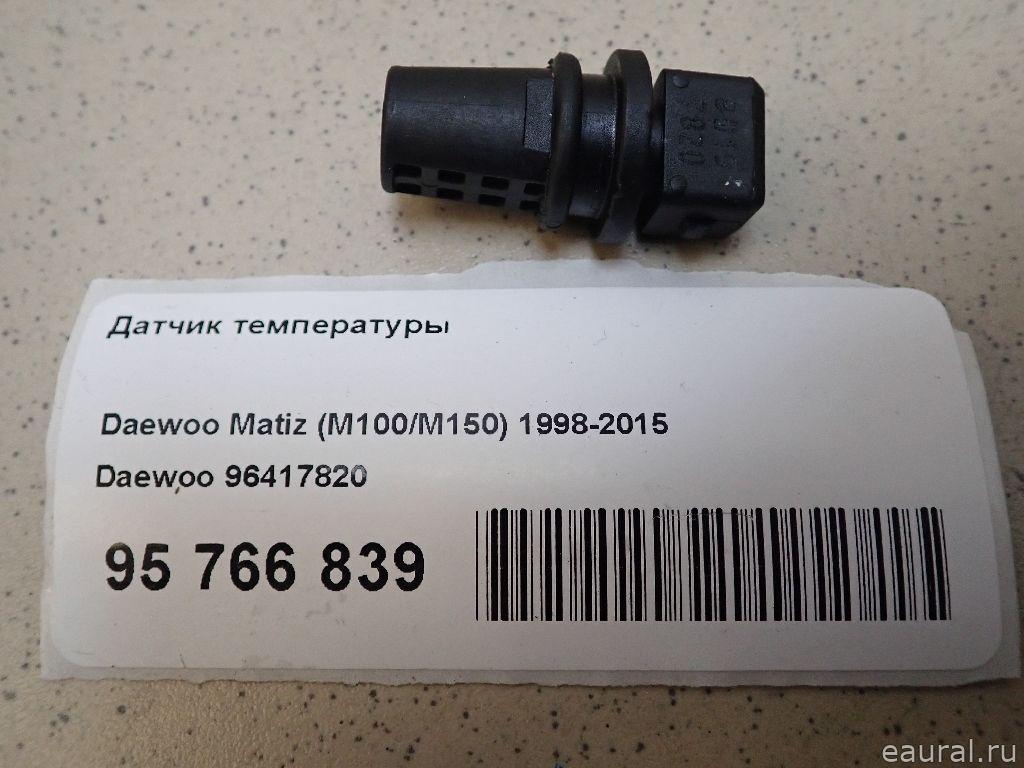 Датчик температуры
Daewoo Matiz (M100/M150) 1998-2015
Daewoo 96417820
95 766 839
eaural.ru